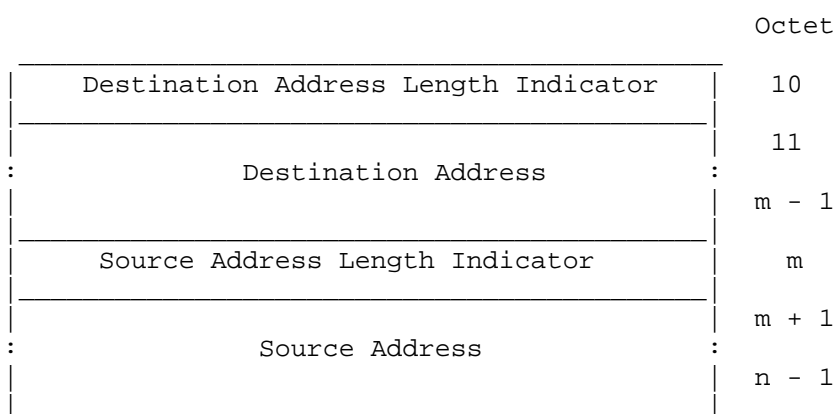 Octet
Destination Address Length Indicator 10
11
Destination Address
m - 1
Source Address Length Indicator m
m + 1
Source Address
n - 1